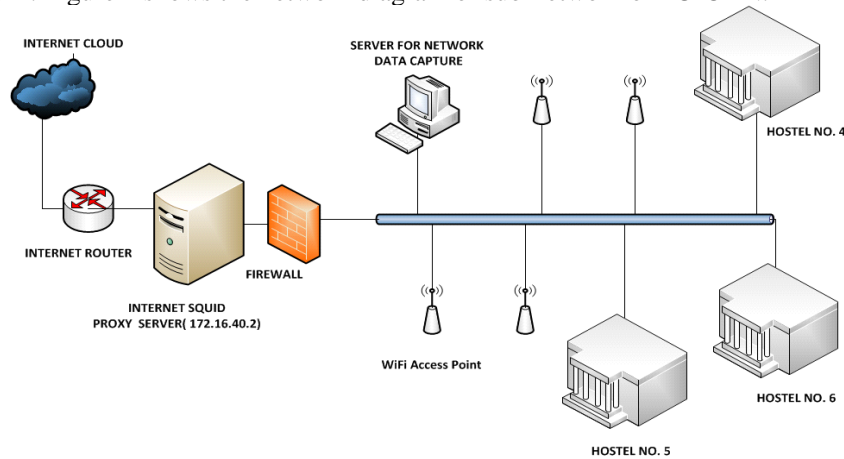 INTERNET CLOUD
SERVER FOR NETWORK
DATA CAPTURE
HOSTEL NO. 4
INTERNET ROUTER
FIREWALL
INTERNET SQUID
PROXY SERVER( 172.16.40.2)
WiFi Access Point
HOSTEL NO. 6
HOSTEL NO. 5